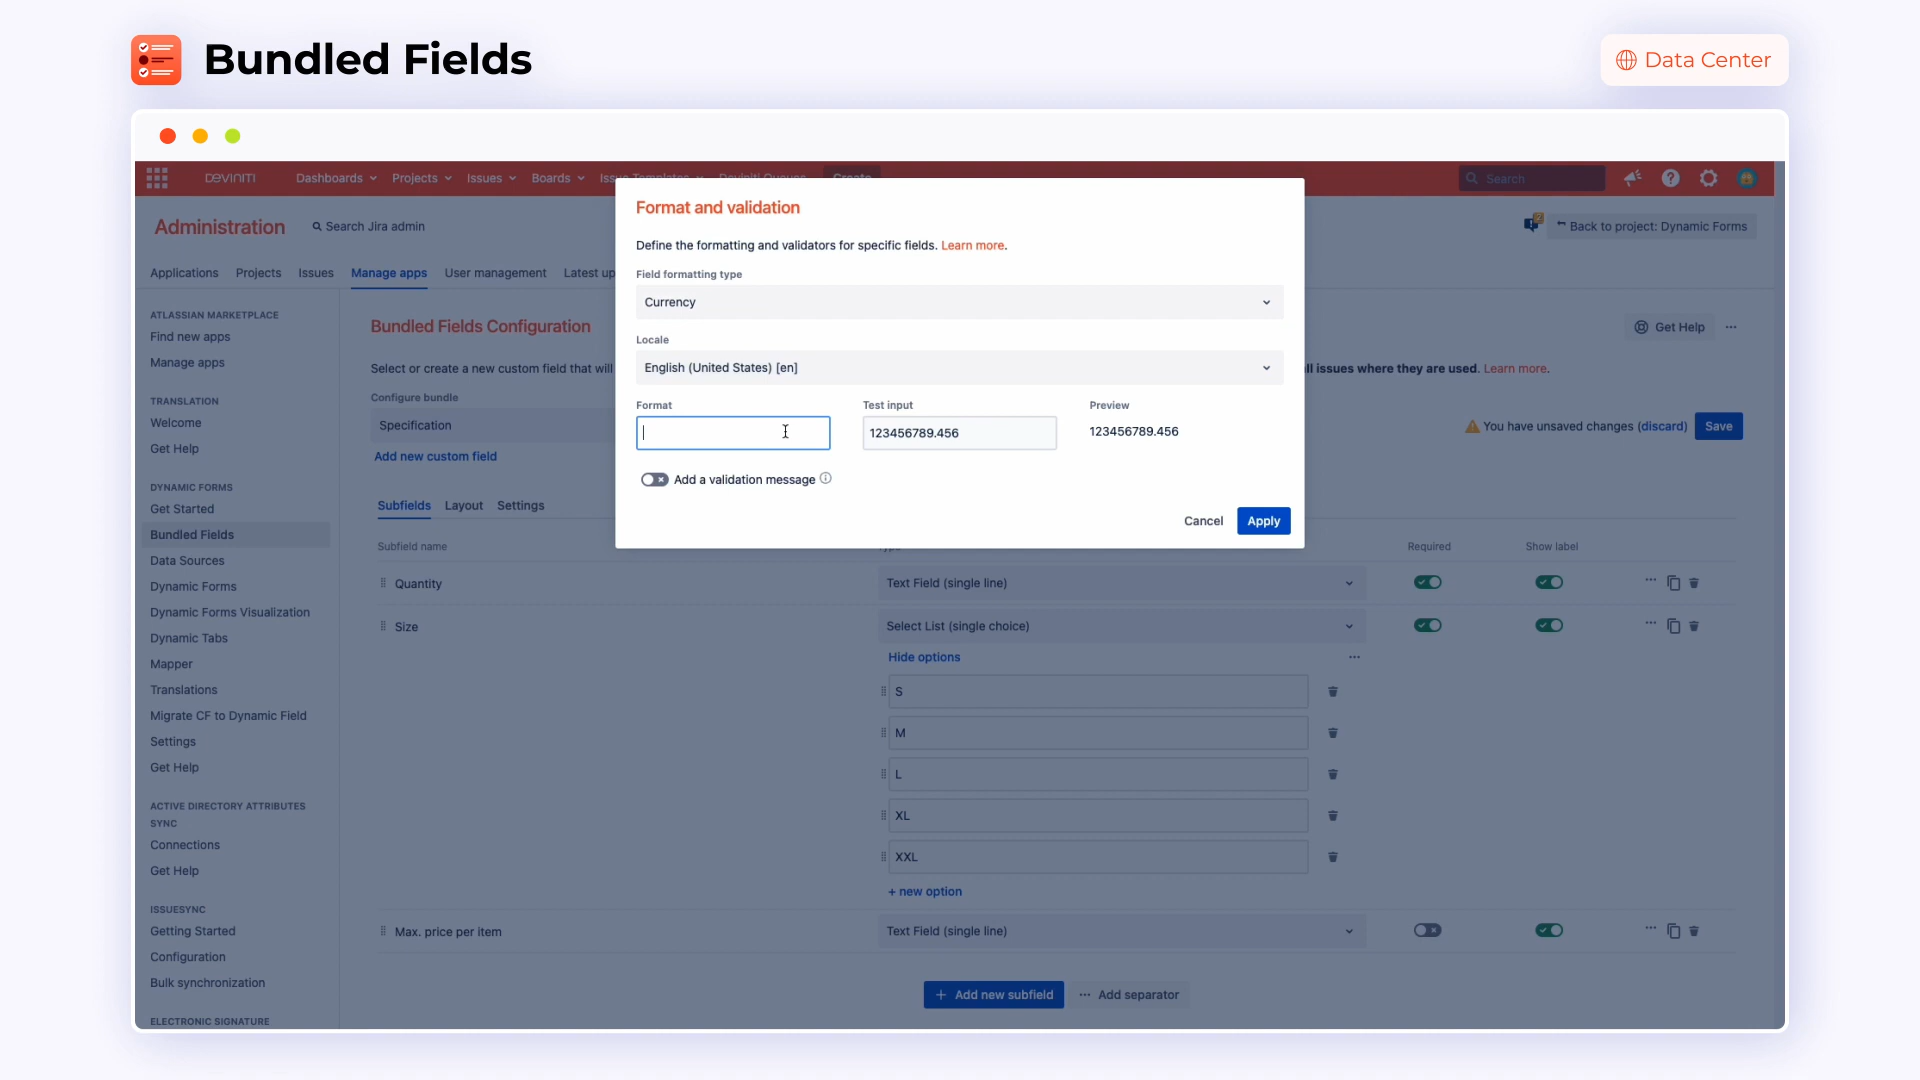 Bundled Fields
Data Center
DEVINITI
Dashboards
Projects
Issues
Boards
Issue Templates
Deviniti Queues
Create
Search
Administration
Search Jira admin
Back to project: Dynamic Forms
Applications
Projects
Issues
Manage apps
User management
Latest up
ATLASSIAN MARKETPLACE
Find new apps
Manage apps
TRANSLATION
Welcome
Get Help
DYNAMIC FORMS
Get Started
Bundled Fields
Data Sources
Dynamic Forms
Dynamic Forms Visualization
Dynamic Tabs
Mapper
Translations
Migrate CF to Dynamic Field
Settings
Get Help
ACTIVE DIRECTORY ATTRIBUTES
SYNC
Connections
Get Help
ISSUESYNC
Getting Started
Configuration
Bulk synchronization
ELECTRONIC SIGNATURE
Bundled Fields Configuration
Get Help
Select or create a new custom field that will
ll issues where they are used. Learn more.
Configure bundle
Specification
You have unsaved changes (discard)
Save
Add new custom field
Subfields
Layout
Settings
Format and validation
Define the formatting and validators for specific fields. Learn more.
Field formatting type
Currency
Locale
English (United States) [en]
Format
Test input
Preview
123456789.456
123456789.456
Add a validation message
Cancel
Apply
Subfield name
Type
Required
Show label
Quantity
Text Field (single line)
Size
Select List (single choice)
Hide options
S
M
L
XL
XXL
+ new option
Max. price per item
Text Field (single line)
+ Add new subfield
Add separator